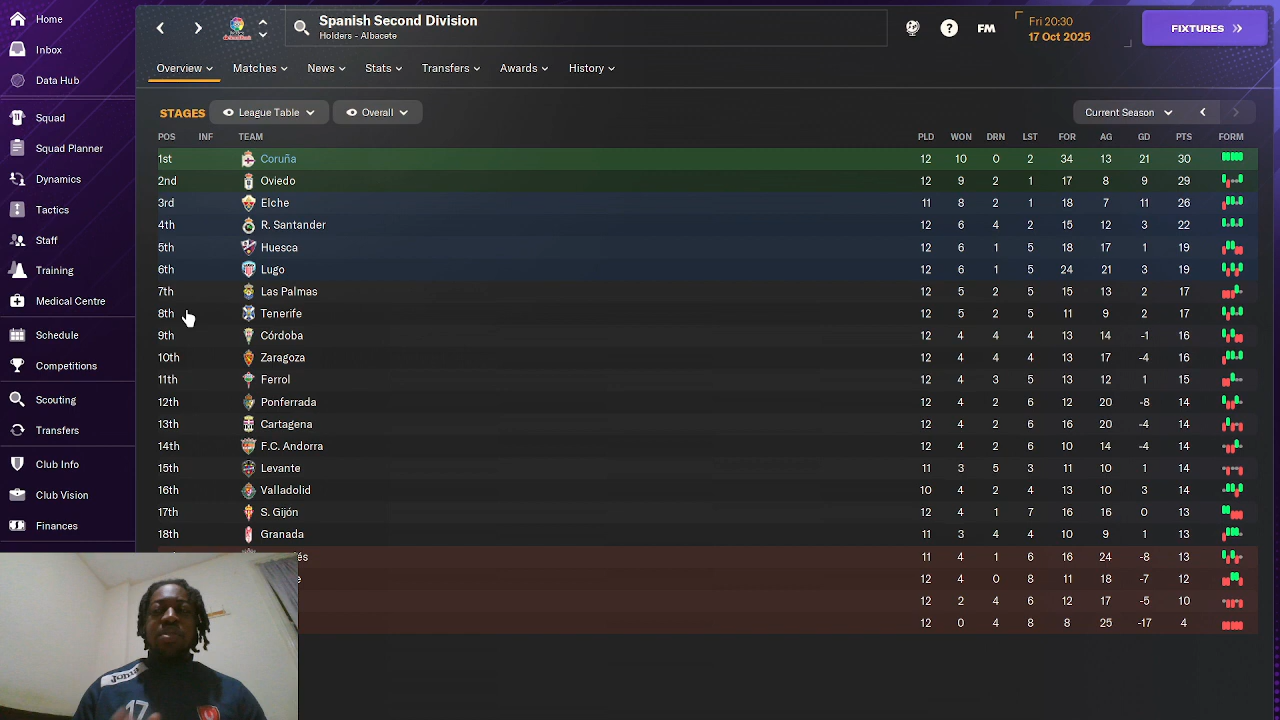 Home
Inbox
Data Hub
Squad
Squad Planner
Dynamics
Tactics
Staff
Training
Medical Centre
Schedule
Competitions
Scouting
Transfers
Club Info
Club Vision
Finances
Spanish Second Division
Holders - Albacete
? FM
Fri 20:30
17 Oct 2025
FIXTURES
Overview Matches News Stats Transfers Awards History
STAGES League Table Overall Current Season
POS INF TEAM PLD WON DRN LST FOR AG GD PTS FORM
1st Coruña 12 10 0 2 34 13 21 30
2nd Oviedo 12 9 2 1 17 8 9 29
3rd Elche 11 8 2 1 18 7 11 26
4th R. Santander 12 6 4 2 15 12 3 22
5th Huesca 12 6 1 5 18 17 1 19
6th Lugo 12 6 1 5 24 21 3 19
7th Las Palmas 12 5 2 5 15 13 2 17
8th Tenerife 12 5 2 5 11 9 2 17
9th Córdoba 12 4 4 4 13 14 -1 16
10th Zaragoza 12 4 4 4 13 17 -4 16
11th Ferrol 12 4 3 5 13 12 1 15
12th Ponferrada 12 4 2 6 12 20 -8 14
13th Cartagena 12 4 2 6 16 20 -4 14
14th F.C. Andorra 12 4 2 6 10 14 -4 14
15th Levante 11 3 5 3 11 10 1 14
16th Valladolid 10 4 2 4 13 10 3 14
17th S. Gijón 12 4 1 7 16 16 0 13
18th Granada 11 3 4 4 10 9 1 13
11 4 1 6 16 24 -8 13
12 4 0 8 11 18 -7 12
12 2 4 6 12 17 -5 10
12 0 4 8 8 25 -17 4
17